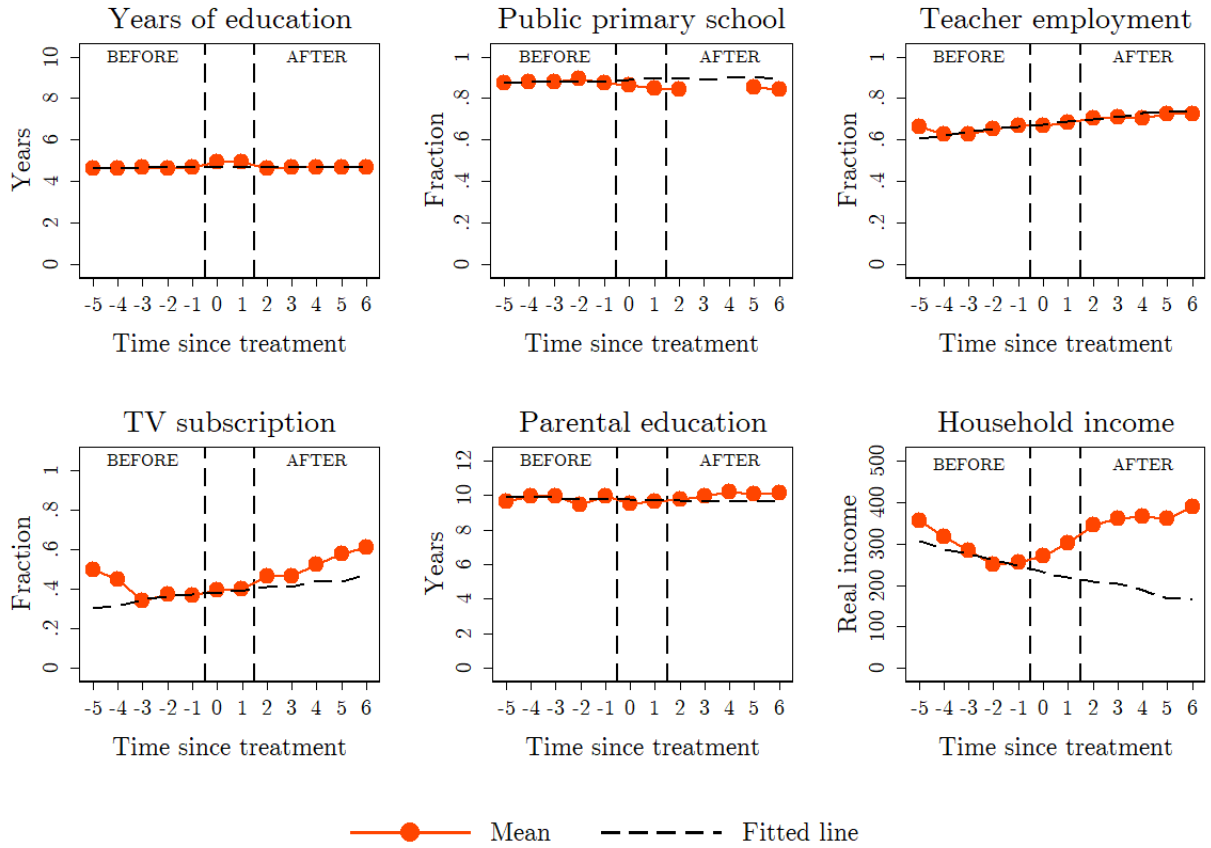 Years of education
BEFORE AFTER
Years
0 2 4 6 8 10
-5 -4 -3 -2 -1 0 1 2 3 4 5 6
Time since treatment
Public primary school
BEFORE AFTER
Fraction
0 .2 .4 .6 .8 1
-5 -4 -3 -2 -1 0 1 2 3 4 5 6
Time since treatment
Teacher employment
BEFORE AFTER
Fraction
0 .2 .4 .6 .8 1
-5 -4 -3 -2 -1 0 1 2 3 4 5 6
Time since treatment
TV subscription
BEFORE AFTER
Fraction
0 .2 .4 .6 .8 1
-5 -4 -3 -2 -1 0 1 2 3 4 5 6
Time since treatment
Parental education
BEFORE AFTER
Years
0 2 4 6 8 10 12
-5 -4 -3 -2 -1 0 1 2 3 4 5 6
Time since treatment
Household income
BEFORE AFTER
Real income
0 100 200 300 400 500
-5 -4 -3 -2 -1 0 1 2 3 4 5 6
Time since treatment
Mean Fitted line